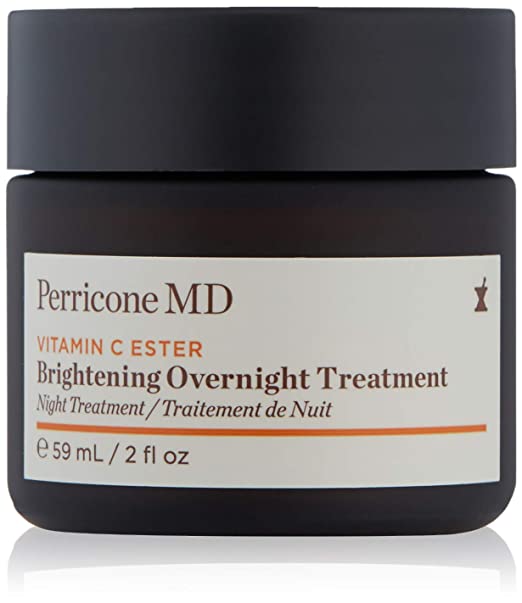 Perricone MD
VITAMIN C ESTER
Brightening Overnight Treatment
Night Treatment / Traitement de Nuit
℮ 59 mL / 2 fl oz